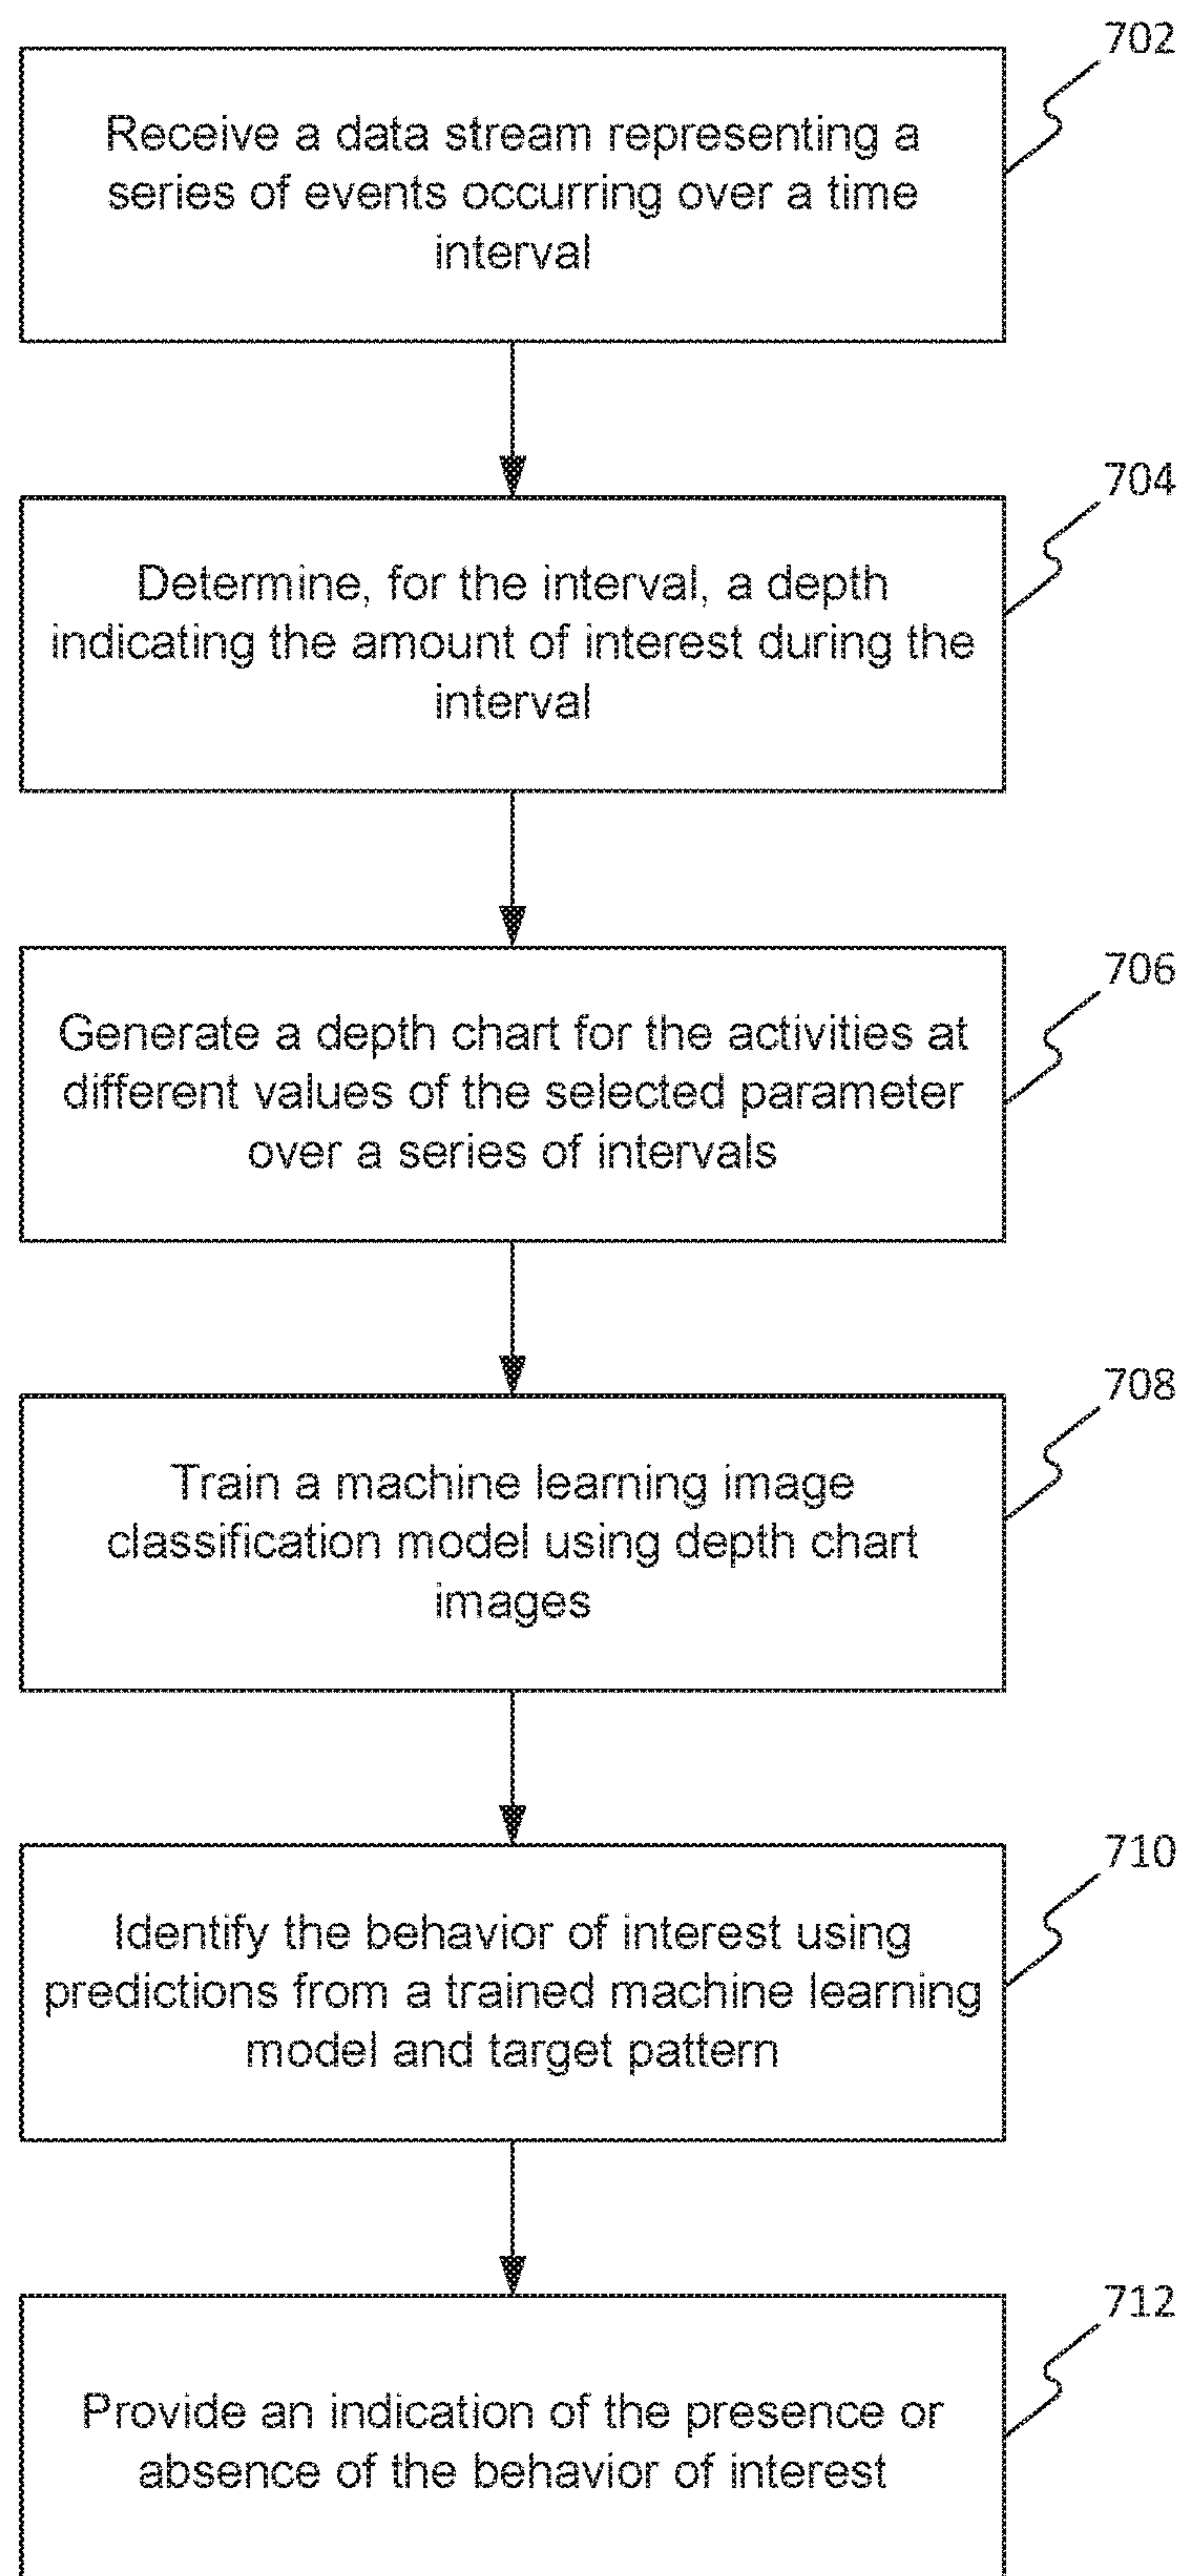 702
Receive a data stream representing a
series of events occurring over a time
interval
704
Determine, for the interval, a depth
indicating the amount of interest during the
interval
706
Generate a depth chart for the activities at
different values of the selected parameter
over a series of intervals
708
Train a machine learning image
classification model using depth chart
images
710
Identify the behavior of interest using
predictions from a trained machine learning
model and target pattern
712
Provide an indication of the presence or
absence of the behavior of interest